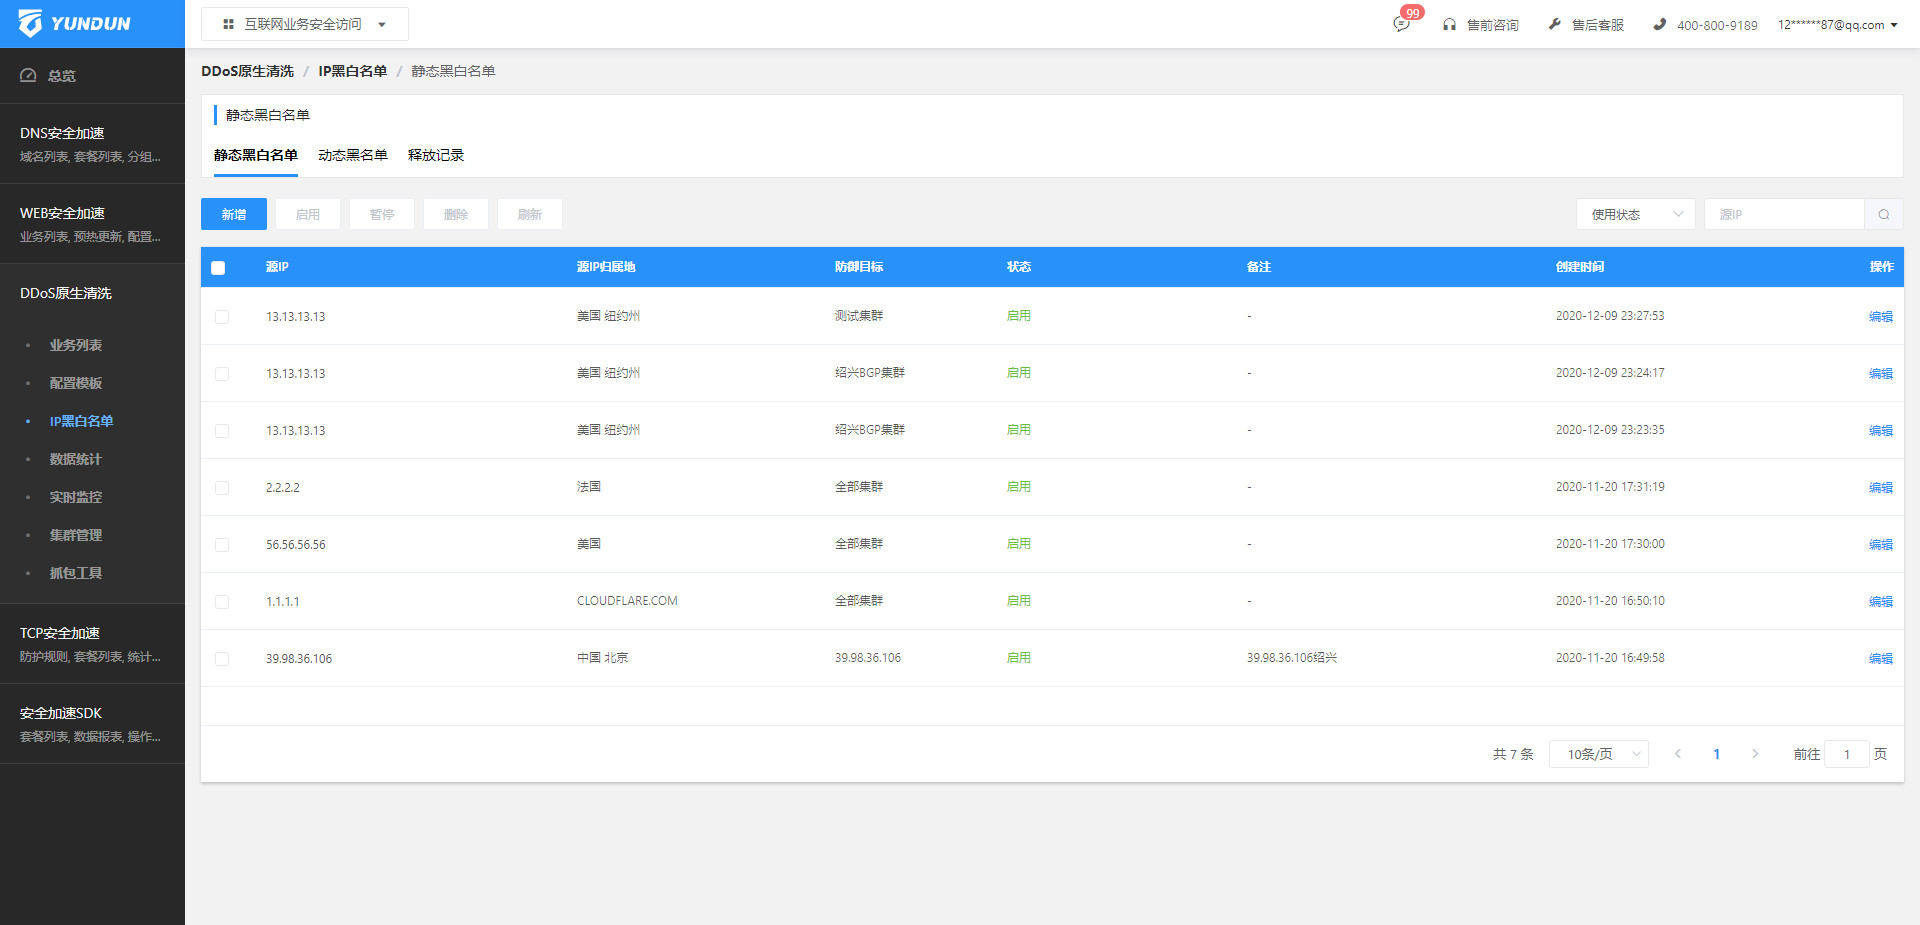 YUNDUN
互联网业务安全访问
99
售前咨询
售后客服
400-800-9189
12******87@qq.com
总览
DNS安全加速
域名列表, 套餐列表, 分组...
WEB安全加速
业务列表, 预热更新, 配置...
DDoS原生清洗
业务列表
配置模板
IP黑白名单
数据统计
实时监控
集群管理
抓包工具
TCP安全加速
防护规则, 套餐列表, 统计...
安全加速SDK
套餐列表, 数据报表, 操作...
DDoS原生清洗 / IP黑白名单 / 静态黑白名单
静态黑白名单
静态黑白名单 动态黑名单 释放记录
新增 启用 暂停 删除 刷新 使用状态 源IP
源IP 源IP归属地 防御目标 状态 备注 创建时间 操作
13.13.13.13 美国 纽约州 测试集群 启用 - 2020-12-09 23:27:53 编辑
13.13.13.13 美国 纽约州 绍兴BGP集群 启用 - 2020-12-09 23:24:17 编辑
13.13.13.13 美国 纽约州 绍兴BGP集群 启用 - 2020-12-09 23:23:35 编辑
2.2.2.2 法国 全部集群 启用 - 2020-11-20 17:31:19 编辑
56.56.56.56 美国 全部集群 启用 - 2020-11-20 17:30:00 编辑
1.1.1.1 CLOUDFLARE.COM 全部集群 启用 - 2020-11-20 16:50:10 编辑
39.98.36.106 中国 北京 39.98.36.106 启用 39.98.36.106绍兴 2020-11-20 16:49:58 编辑
共 7 条 10条/页 1 前往 1 页